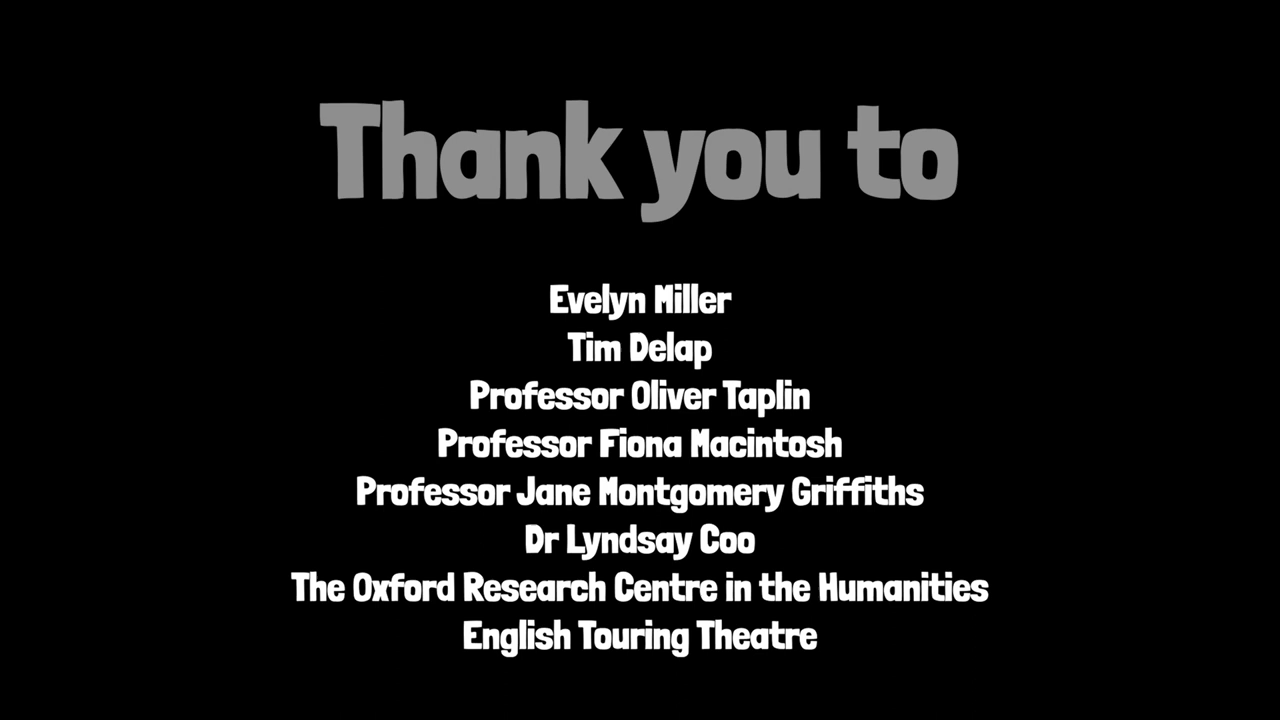 Thank you to
Evelyn Miller
Tim Delap
Professor Oliver Taplin
Professor Fiona Macintosh
Professor Jane Montgomery Griffiths
Dr Lyndsay Coo
The Oxford Research Centre in the Humanities
English Touring Theatre